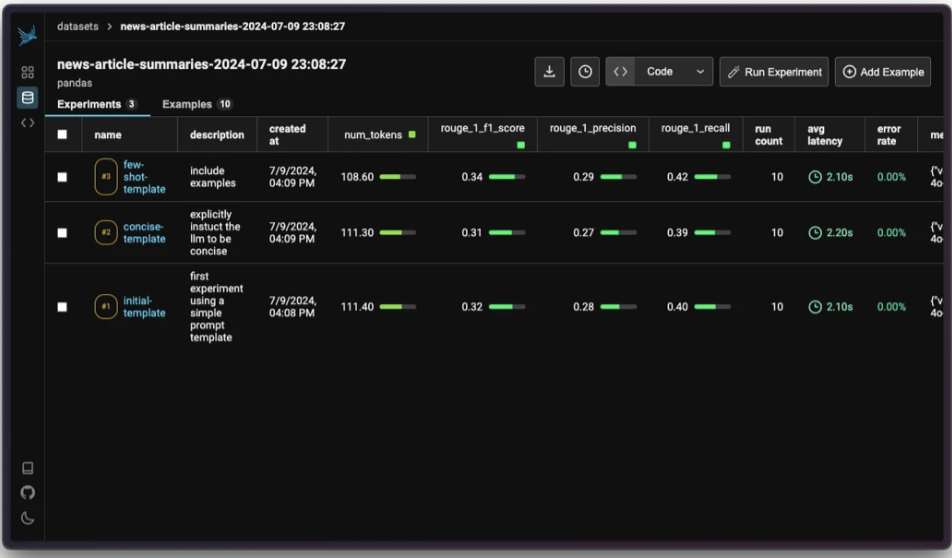 datasets > news-article-summaries-2024-07-09 23:08:27
news-article-summaries-2024-07-09 23:08:27
pandas
Code
Run Experiment
Add Example
Experiments 3
Examples 10
name
description
created
at
num_tokens
rouge_1_f1_score
rouge_1_precision
rouge_1_recall
run
count
avg
latency
error
rate
me
#3
few-
shot-
template
include
examples
7/9/2024,
04:09 PM
108.60
0.34
0.29
0.42
10
2.10s
0.00%
{"v
4o
#2
concise-
template
explicitly
instuct the
llm to be
concise
7/9/2024,
04:09 PM
111.30
0.31
0.27
0.39
10
2.20s
0.00%
{"v
4o
#1
initial-
template
first
experiment
using a
simple
prompt
template
7/9/2024,
04:08 PM
111.40
0.32
0.28
0.40
10
2.10s
0.00%
{"v
4o